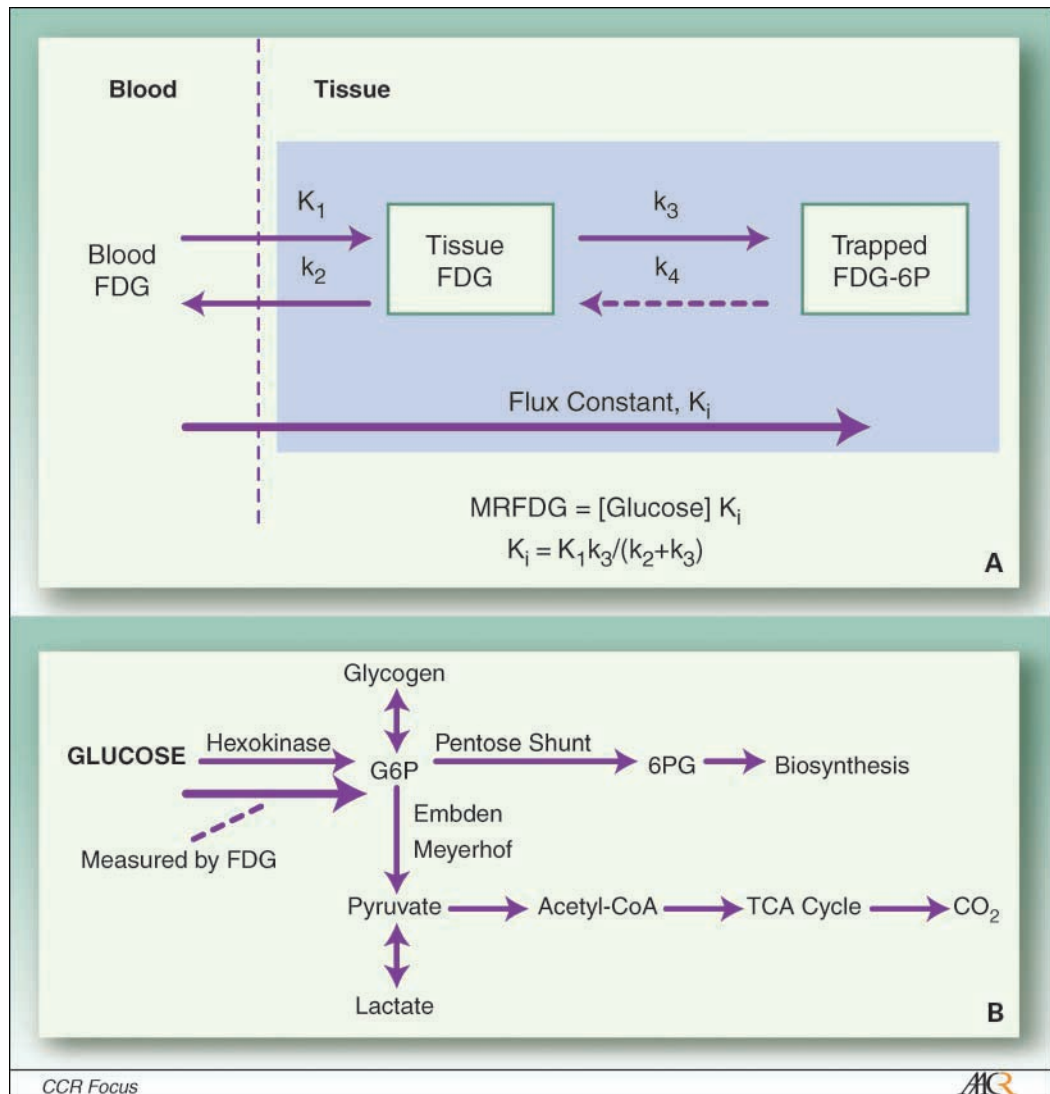 Blood Tissue
K₁ k₃
Blood FDG
k₂
Tissue FDG
k₄
Trapped FDG-6P
Flux Constant, Kᵢ
MRFDG = [Glucose] Kᵢ
Kᵢ = K₁k₃/(k₂+k₃)
A
Glycogen
GLUCOSE Hexokinase G6P Pentose Shunt 6PG Biosynthesis
Measured by FDG
Embden
Meyerhof
Pyruvate Acetyl-CoA TCA Cycle CO₂
Lactate
B
CCR Focus AACR